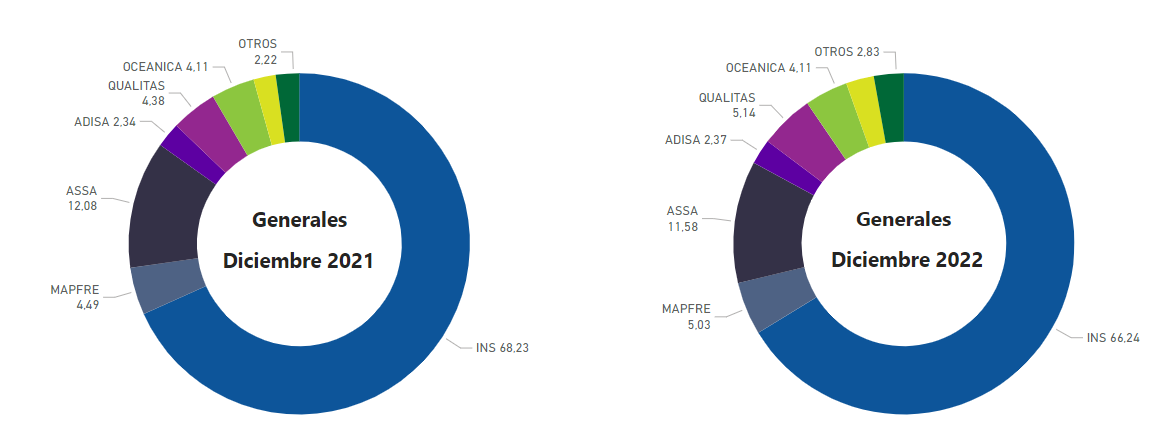 OTROS
2,22
OCEANICA 4,11
QUALITAS
4,38
ADISA 2,34
ASSA
12,08
MAPFRE
4,49
INS 68,23
Generales
Diciembre 2021
OTROS 2,83
OCEANICA 4,11
QUALITAS
5,14
ADISA 2,37
ASSA
11,58
MAPFRE
5,03
INS 66,24
Generales
Diciembre 2022